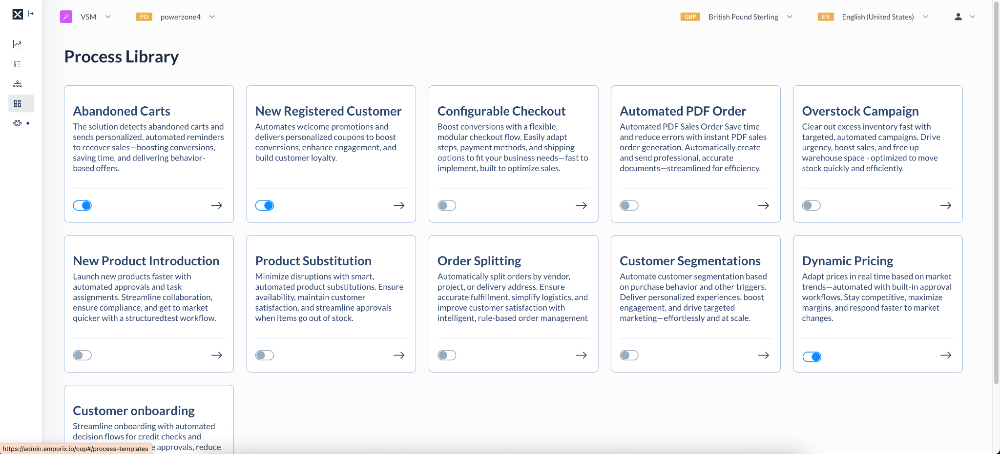 VSM
PO powerzone4
GBP British Pound Sterling
EN English (United States)
Process Library
Abandoned Carts
The solution detects abandoned carts and
sends personalized, automated reminders
to recover sales—boosting conversions,
saving time, and delivering behavior-
based offers.
New Registered Customer
Automates welcome promotions and
delivers personalized coupons to boost
conversions, enhance engagement, and
build customer loyalty.
Configurable Checkout
Boost conversions with a flexible,
modular checkout flow. Easily adapt
steps, payment methods, and shipping
options to fit your business needs—fast to
implement, built to optimize sales.
Automated PDF Order
Automated PDF Sales Order Save time
and reduce errors with instant PDF sales
order generation. Automatically create
and send professional, accurate
documents—streamlined for efficiency.
Overstock Campaign
Clear out excess inventory fast with
targeted, automated campaigns. Drive
urgency, boost sales, and free up
warehouse space - optimized to move
stock quickly and efficiently.
New Product Introduction
Launch new products faster with
automated approvals and task
assignments. Streamline collaboration,
ensure compliance, and get to market
quicker with a structuredtest workflow.
Product Substitution
Minimize disruptions with smart,
automated product substitutions. Ensure
availability, maintain customer
satisfaction, and streamline approvals
when items go out of stock.
Order Splitting
Automatically split orders by vendor,
project, or delivery address. Ensure
accurate fulfillment, simplify logistics, and
improve customer satisfaction with
intelligent, rule-based order management
Customer Segmentations
Automate customer segmentation based
on purchase behavior and other triggers.
Deliver personalized experiences, boost
engagement, and drive targeted
marketing—effortlessly and at scale.
Dynamic Pricing
Adapt prices in real time based on market
trends—automated with built-in approval
workflows. Stay competitive, maximize
margins, and respond faster to market
changes.
Customer onboarding
Streamline onboarding with automated
decision flows for credit checks and
approvals, reduce
https://admin.emporix.io/cop#/process-templates